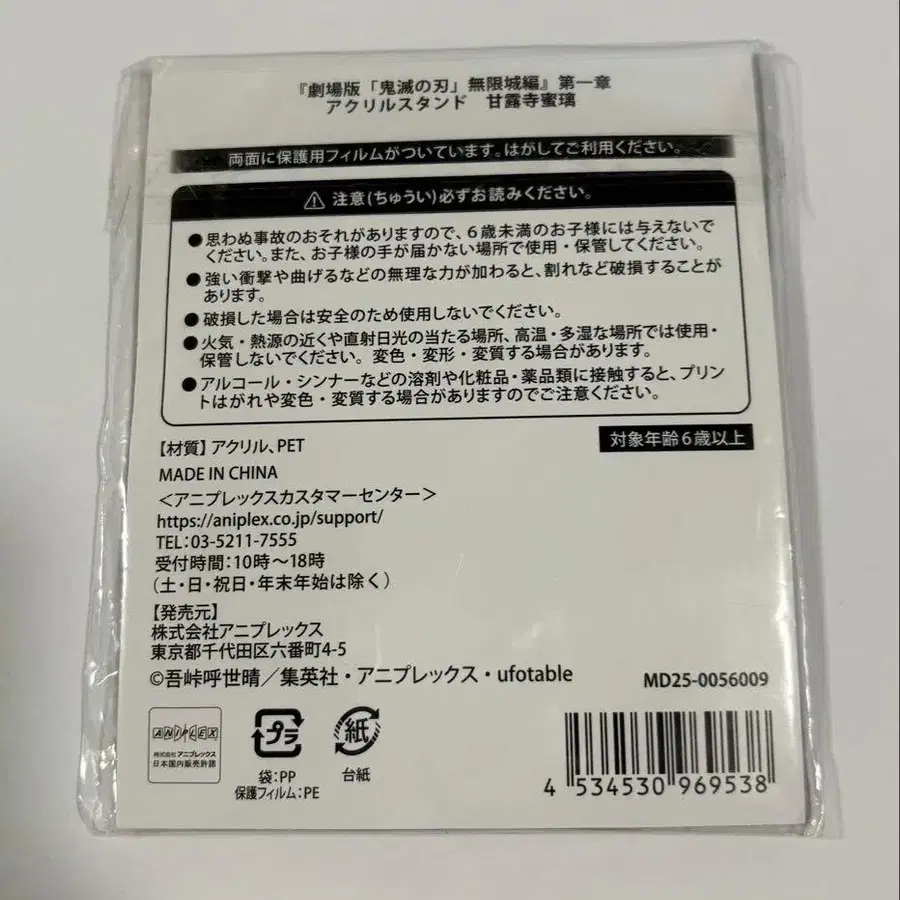 『劇場版「鬼滅の刃」無限城編』第一章
アクリルスタンド　甘露寺蜜璃
両面に保護用フィルムがついています。はがしてご利用ください。
注意(ちゅうい)必ずお読みください。
●思わぬ事故のおそれがありますので、6歳未満のお子様には与えないで
ください。また、お子様の手が届かない場所で使用・保管してください。
●強い衝撃や曲げるなどの無理な力が加わると、割れなど破損することが
あります。
●破損した場合は安全のため使用しないでください。
●火気・熱源の近くや直射日光の当たる場所、高温・多湿な場所では使用・
保管しないでください。変色・変形・変質する場合があります。
●アルコール・シンナーなどの溶剤や化粧品・薬品類に接触すると、プリン
トはがれや変色・変質する場合がありますのでご注意ください。
【材質】アクリル、PET
対象年齢6歳以上
MADE IN CHINA
＜アニプレックスカスタマーセンター＞
https://aniplex.co.jp/support/
TEL:03-5211-7555
受付時間:10時～18時
(土・日・祝日・年末年始は除く)
【発売元】
株式会社アニプレックス
東京都千代田区六番町4-5
©吾峠呼世晴／集英社・アニプレックス・ufotable
MD25-0056009
ANIPLEX
株式会社アニプレックス
日本国内販売許諾
プラ
袋:PP
保護フィルム:PE
紙
台紙
4 534530 969538